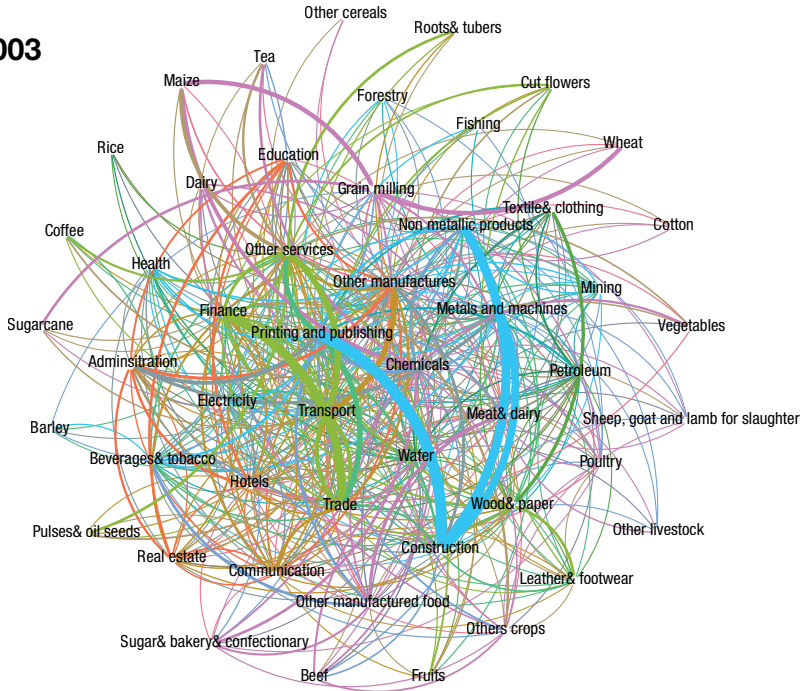 003
Other cereals
Roots& tubers
Tea
Maize
Cut flowers
Forestry
Fishing
Wheat
Rice
Education
Dairy
Grain milling
Textile& clothing
Non metallic products
Cotton
Coffee
Other services
Health
Other manufactures
Mining
Finance
Metals and machines
Sugarcane
Printing and publishing
Vegetables
Adminsitration
Chemicals
Petroleum
Electricity
Transport
Meat& dairy
Sheep, goat and lamb for slaughter
Barley
Water
Beverages& tobacco
Poultry
Hotels
Trade
Wood& paper
Pulses& oil seeds
Other livestock
Construction
Real estate
Communication
Leather& footwear
Other manufactured food
Others crops
Sugar& bakery& confectionary
Beef
Fruits